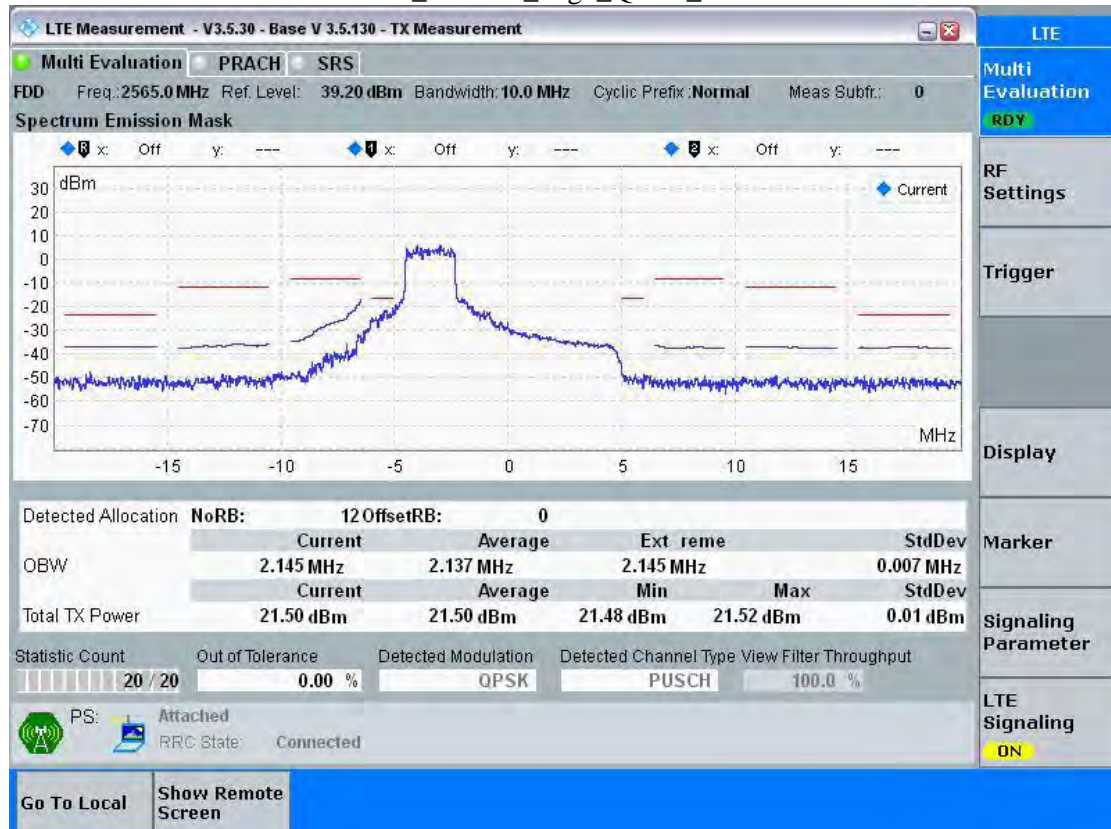 LTE Measurement - V3.5.30 - Base V 3.5.130 - TX Measurement
LTE
Multi Evaluation PRACH SRS
Multi Evaluation
RDY
FDD Freq.:2565.0 MHz Ref. Level: 39.20 dBm Bandwidth:10.0 MHz Cyclic Prefix :Normal Meas Subfr.: 0
Spectrum Emission Mask
R x: Off y: --- 1 x: Off y: --- 2 x: Off y: ---
dBm
Current
30
20
10
0
-10
-20
-30
-40
-50
-60
-70
MHz
-15 -10 -5 0 5 10 15
RF Settings
Trigger
Display
Marker
Signaling Parameter
LTE Signaling
ON
Detected Allocation NoRB: 12 OffsetRB: 0
Current Average Ext reme StdDev
OBW 2.145 MHz 2.137 MHz 2.145 MHz 0.007 MHz
Current Average Min Max StdDev
Total TX Power 21.50 dBm 21.50 dBm 21.48 dBm 21.52 dBm 0.01 dBm
Statistic Count Out of Tolerance Detected Modulation Detected Channel Type View Filter Throughput
20 / 20 0.00 % QPSK PUSCH 100.0 %
PS: Attached
RRC State: Connected
Go To Local
Show Remote Screen